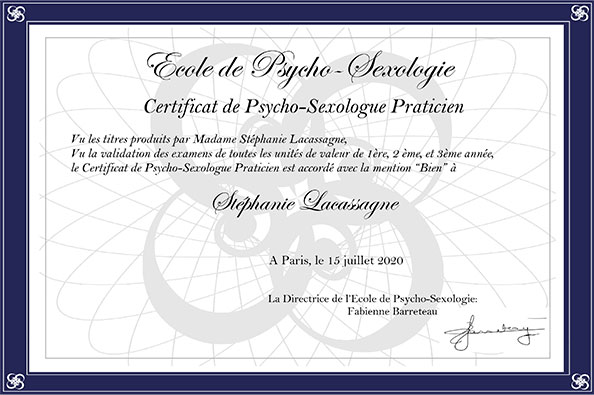 Ecole de Psycho-Sexologie
Certificat de Psycho-Sexologue Praticien
Vu les titres produits par Madame Stéphanie Lacassagne,
Vu la validation des examens de toutes les unités de valeur de 1ère, 2 ème, et 3ème année,
le Certificat de Psycho-Sexologue Praticien est accordé avec la mention "Bien" à
Stéphanie Lacassagne
A Paris, le 15 juillet 2020
La Directrice de l'Ecole de Psycho-Sexologie:
Fabienne Barreteau